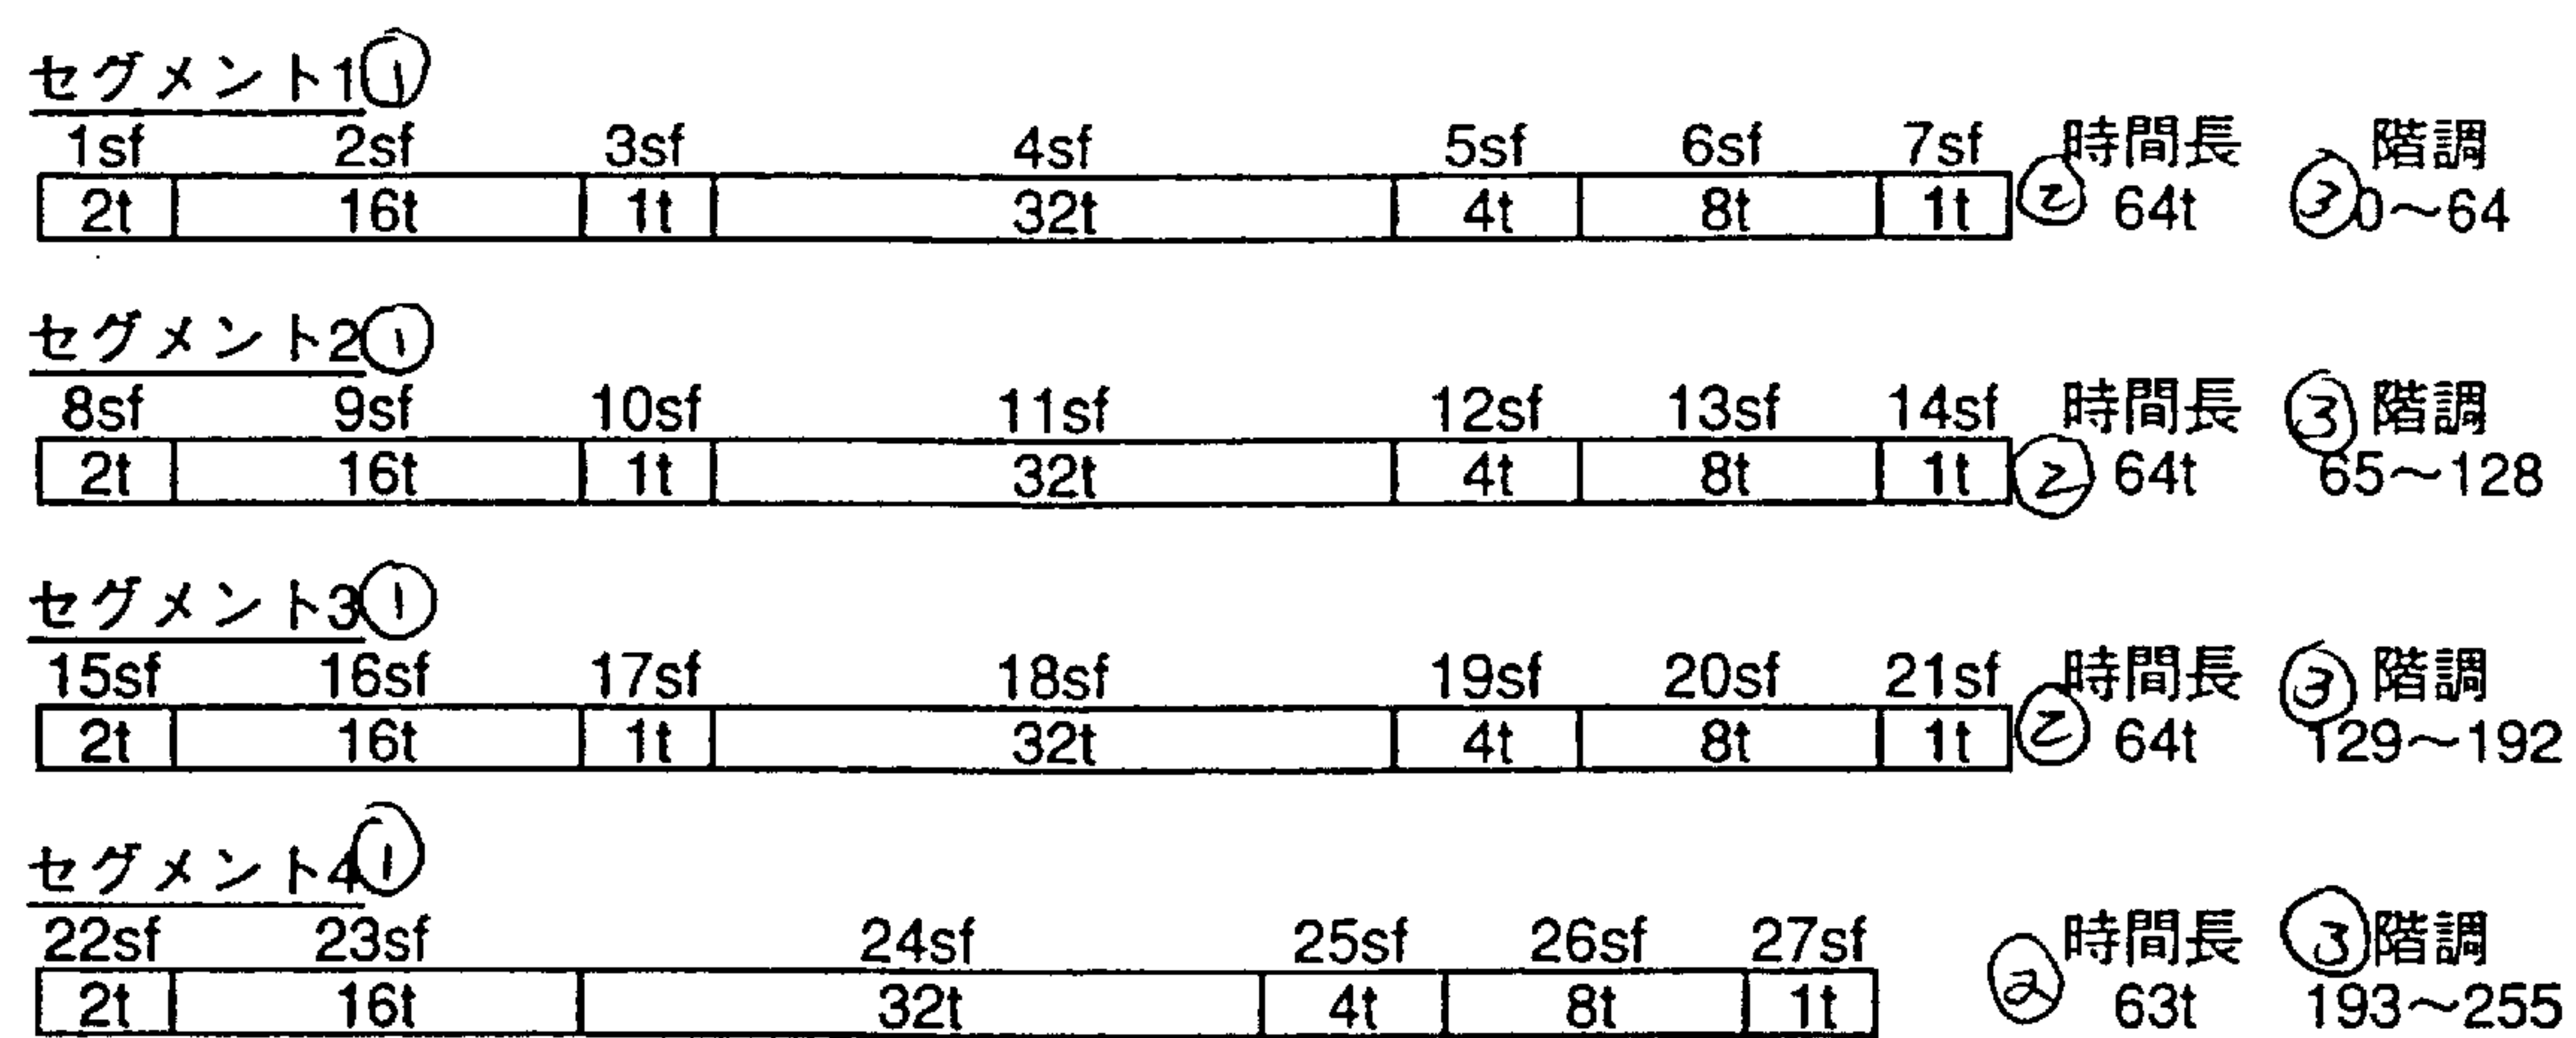 セグメント1①
1sf 2sf 3sf 4sf 5sf 6sf 7sf 時間長 階調
2t 16t 1t 32t 4t 8t 1t ② 64t ③ 0～64
セグメント2①
8sf 9sf 10sf 11sf 12sf 13sf 14sf 時間長 ③ 階調
2t 16t 1t 32t 4t 8t 1t ② 64t 65～128
セグメント3①
15sf 16sf 17sf 18sf 19sf 20sf 21sf 時間長 ③ 階調
2t 16t 1t 32t 4t 8t 1t ② 64t 129～192
セグメント4①
22sf 23sf 24sf 25sf 26sf 27sf 時間長 ③ 階調
2t 16t 32t 4t 8t 1t ② 63t 193～255